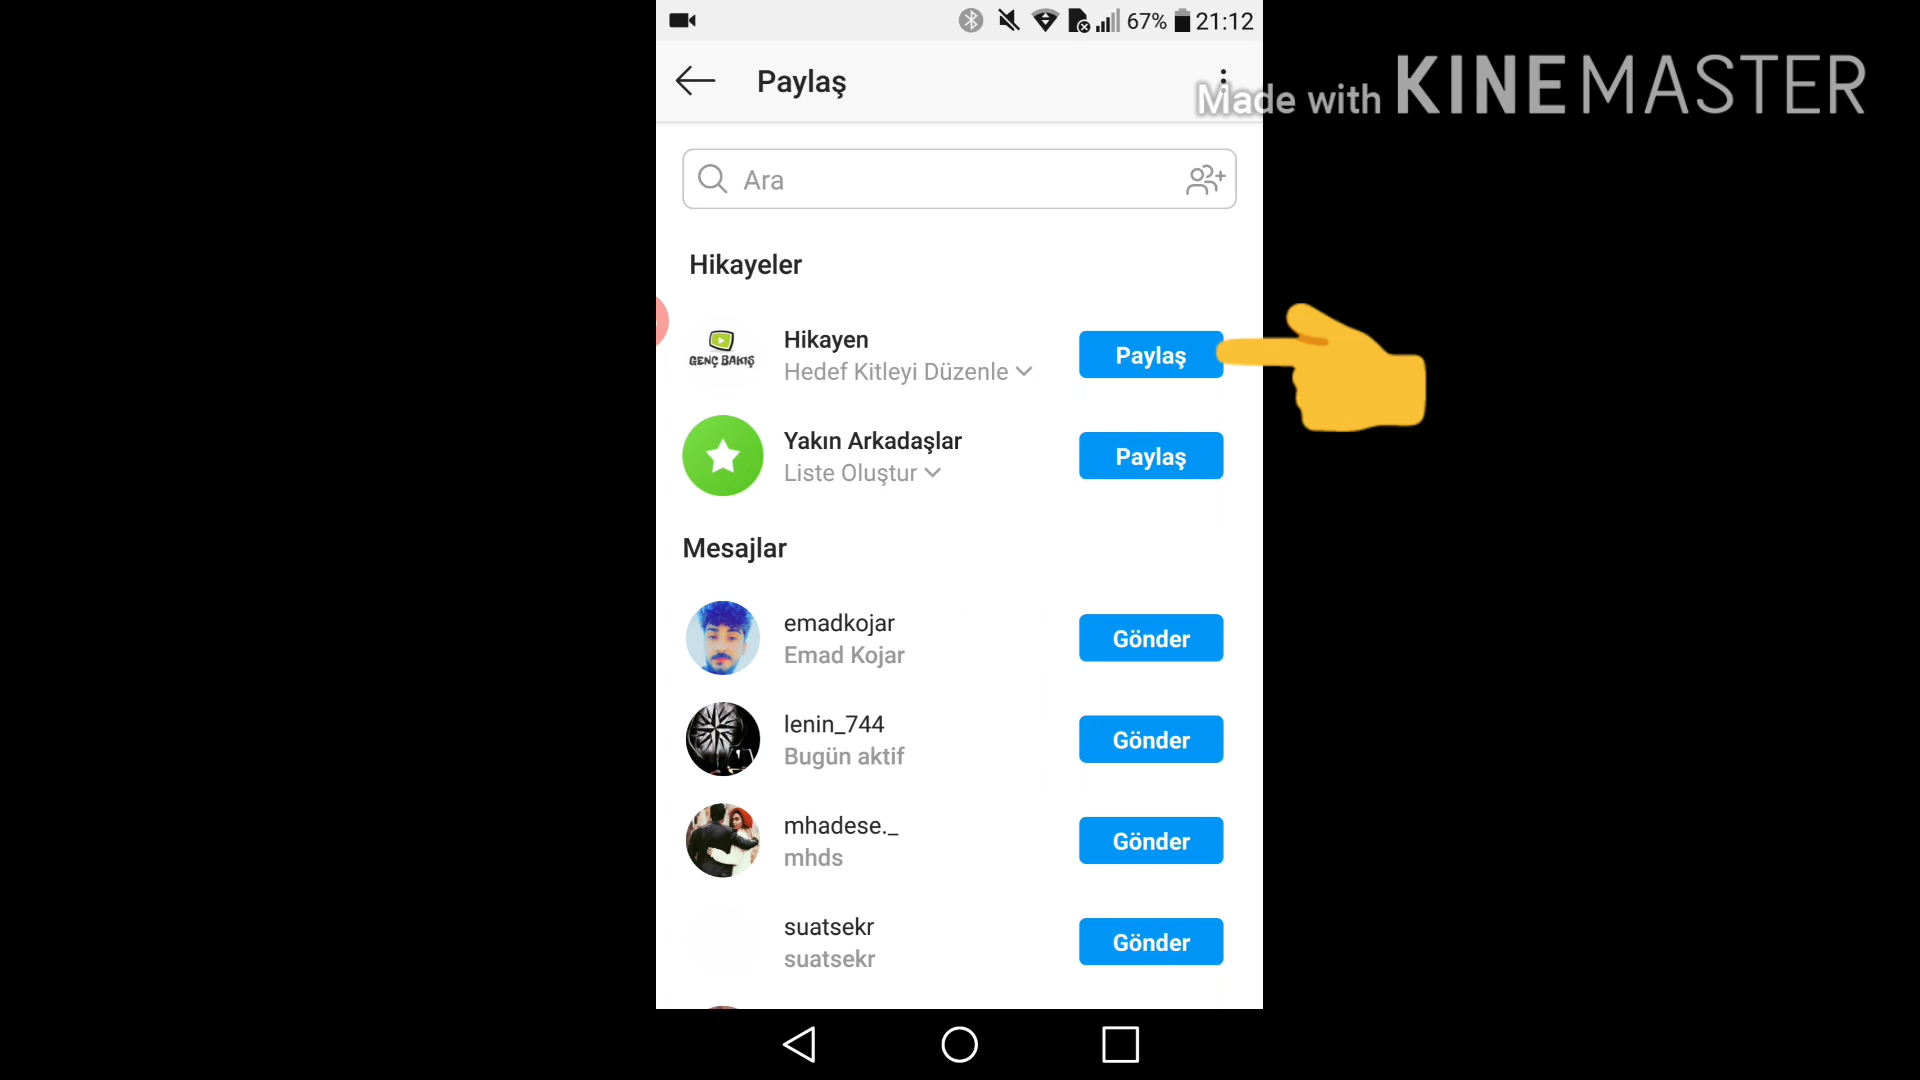 67% 21:12
Paylaş
Made with KINEMASTER
Ara
Hikayeler
GENÇ BAKIŞ
Hikayen
Hedef Kitleyi Düzenle
Paylaş
Yakın Arkadaşlar
Liste Oluştur
Paylaş
Mesajlar
emadkojar
Emad Kojar
Gönder
lenin_744
Bugün aktif
Gönder
mhadese._
mhds
Gönder
suatsekr
suatsekr
Gönder